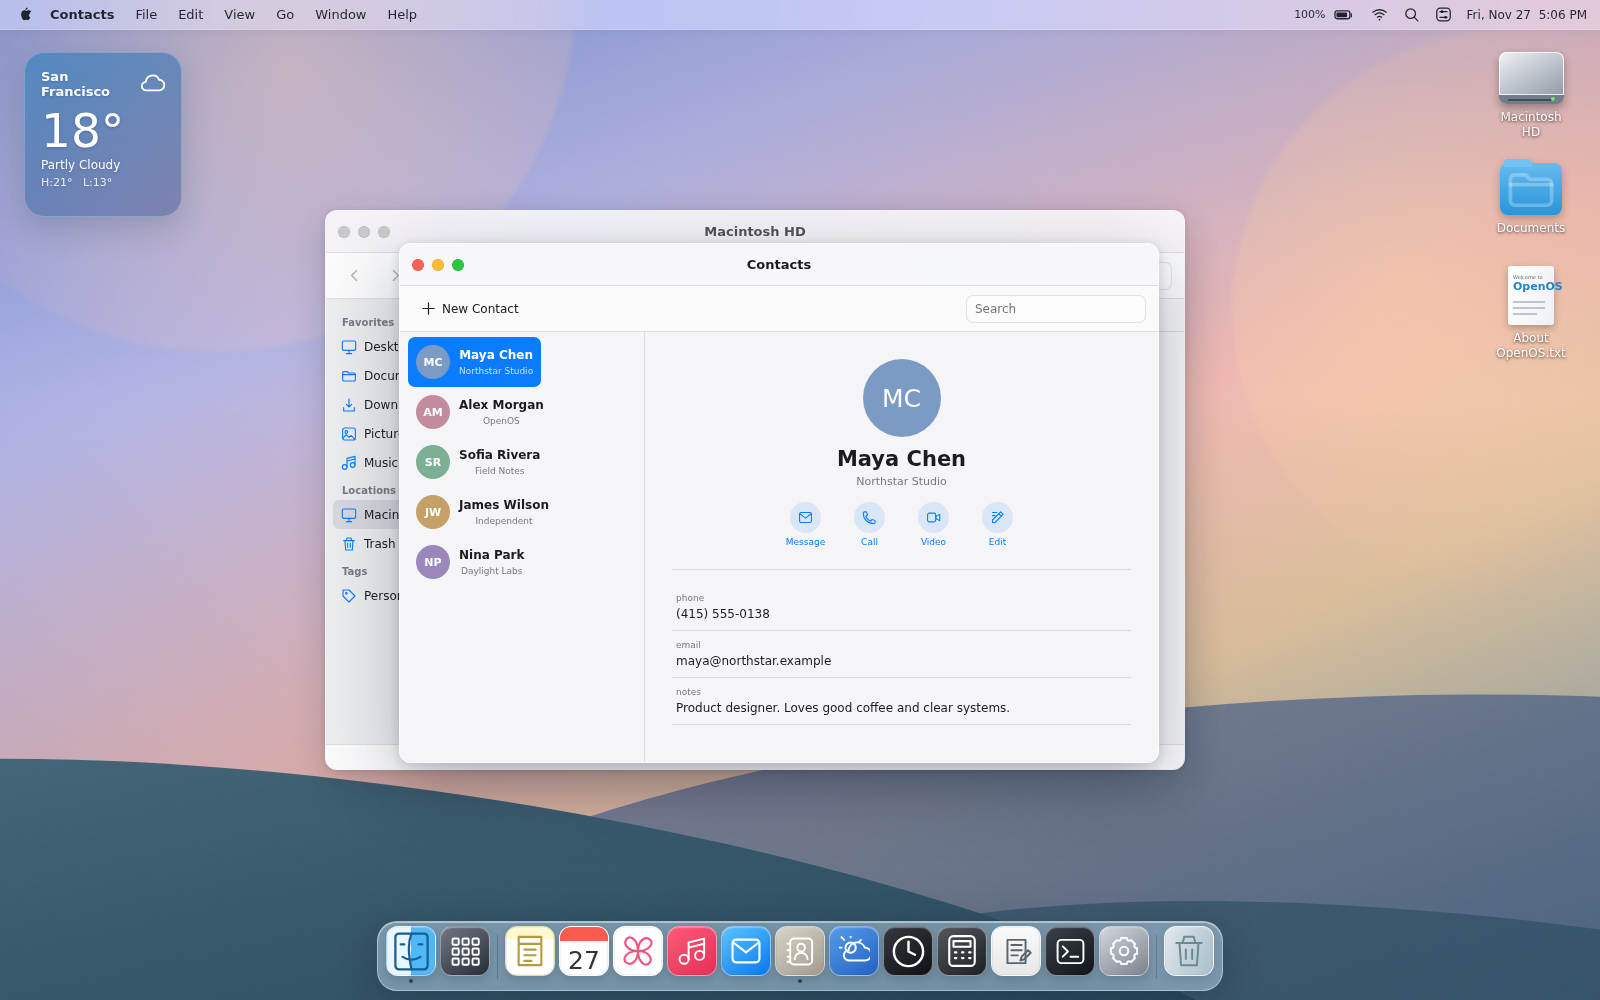 Contacts File Edit View Go Window Help
100% Fri, Nov 27 5:06 PM
San Francisco
18°
Partly Cloudy
H:21° L:13°
Macintosh HD
Documents
Welcome to
OpenOS
About
OpenOS.txt
Macintosh HD
Favorites
Deskt
Docur
Down
Pictur
Music
Locations
Macin
Trash
Tags
Person
Contacts
New Contact
Search
MC Maya Chen
Northstar Studio
AM Alex Morgan
OpenOS
SR Sofia Rivera
Field Notes
JW James Wilson
Independent
NP Nina Park
Daylight Labs
MC
Maya Chen
Northstar Studio
Message Call Video Edit
phone
(415) 555-0138
email
maya@northstar.example
notes
Product designer. Loves good coffee and clear systems.
27